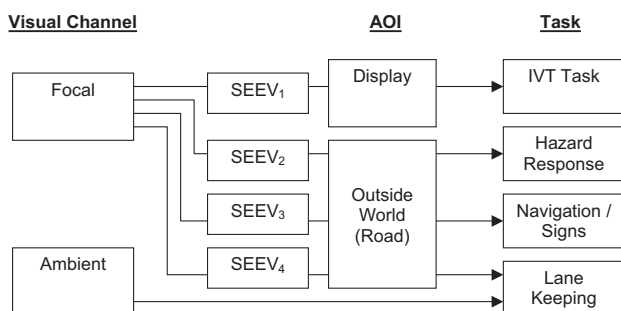 Visual Channel
AOI
Task
Focal
SEEV₁
Display
IVT Task
SEEV₂
Hazard
Response
Outside
World
(Road)
SEEV₃
Navigation /
Signs
Ambient
SEEV₄
Lane
Keeping